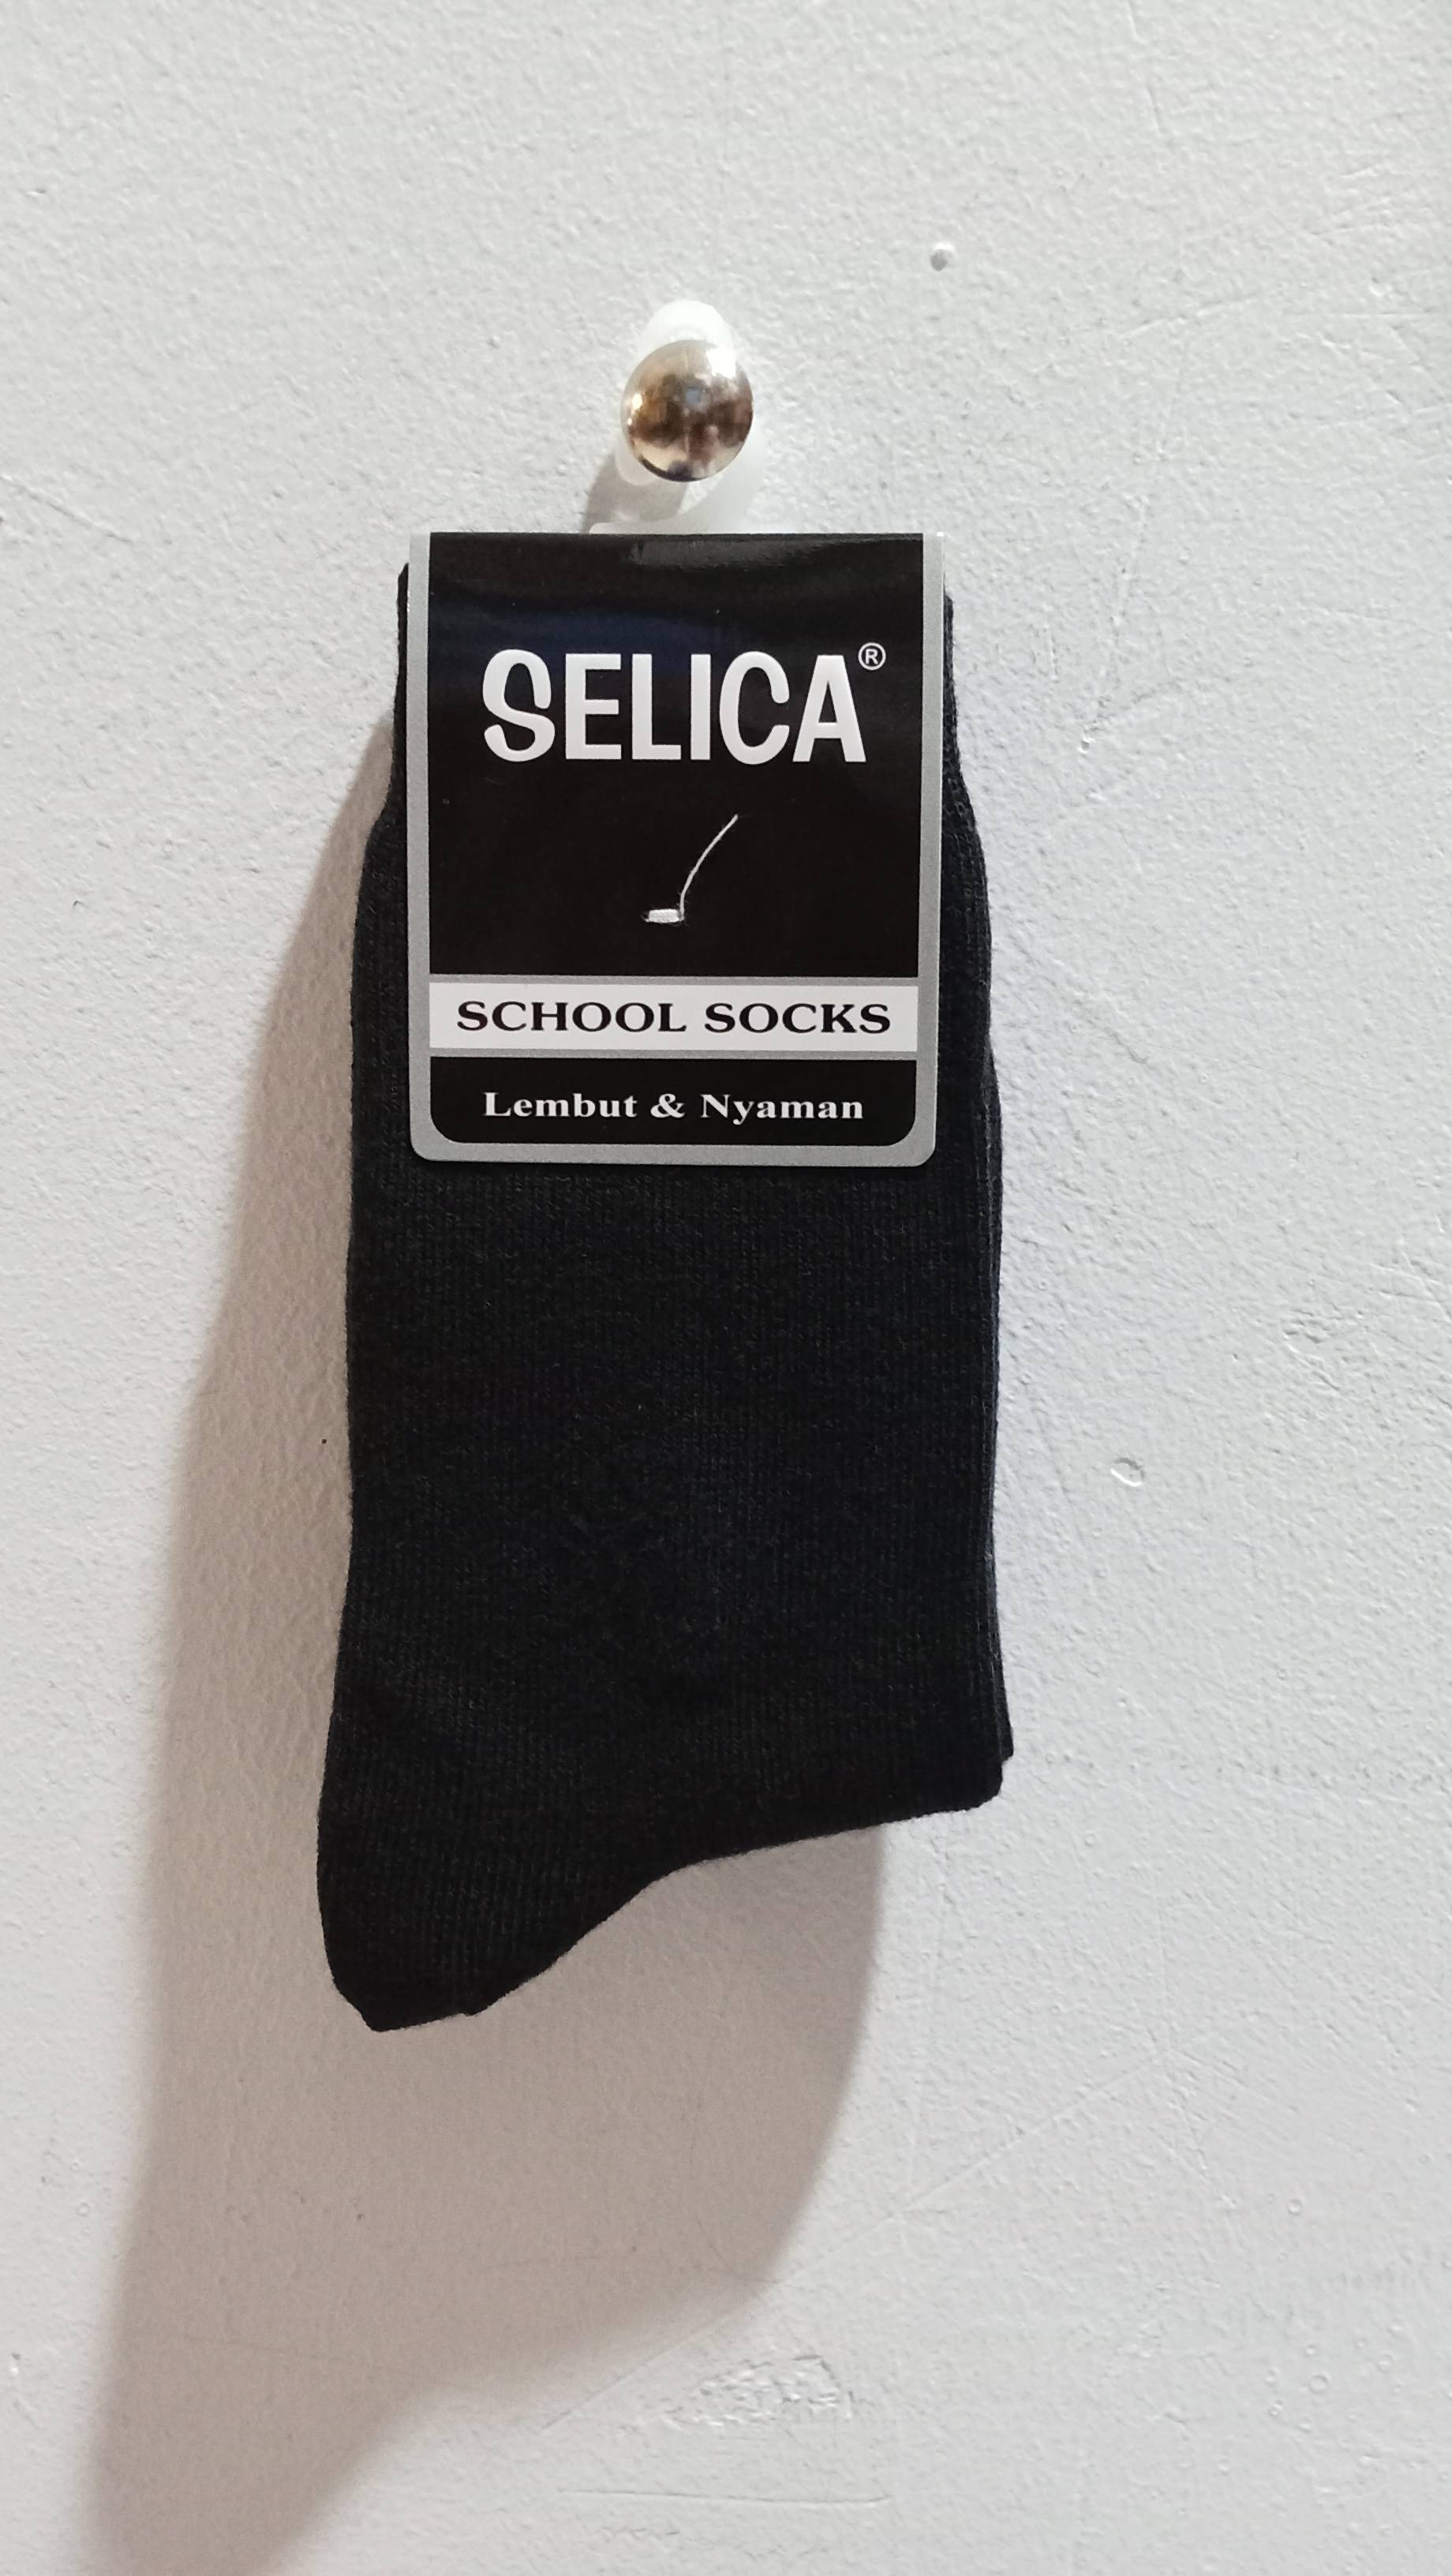 SELICA®
SCHOOL SOCKS
Lembut & Nyaman